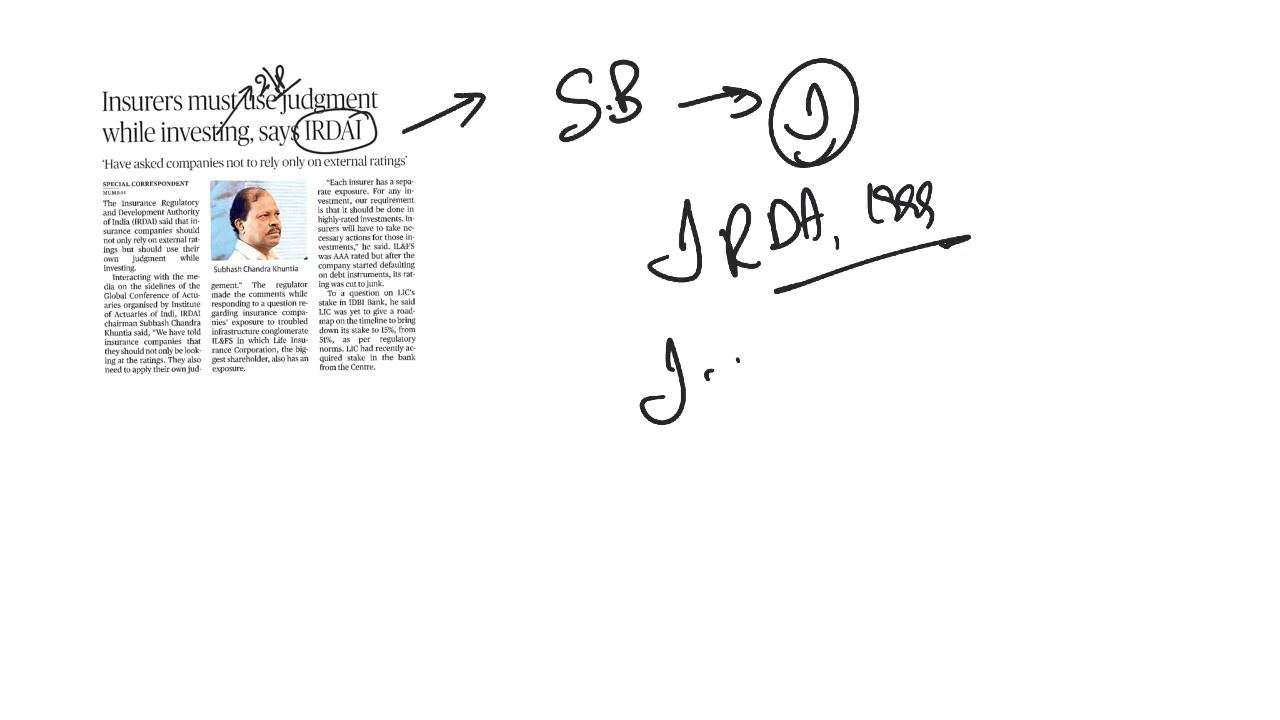 Insurers must use judgment
while investing, says IRDAI
'Have asked companies not to rely only on external ratings'
SPECIAL CORRESPONDENT
MUMBAI
The Insurance Regulatory
and Development Authority
of India (IRDAI) said that in-
surance companies should
not only rely on external rat-
ings but should use their
own judgment while
investing.
Interacting with the me-
dia on the sidelines of the
Global Conference of Actu-
aries organised by Institute
of Actuaries of Indi, IRDAI
chairman Subhash Chandra
Khuntia said, "We have told
insurance companies that
they should not only be look-
ing at the ratings. They also
need to apply their own jud-
Subhash Chandra Khuntia
gement." The regulator
made the comments while
responding to a question re-
garding insurance compa-
nies' exposure to troubled
infrastructure conglomerate
IL&FS in which Life Insu-
rance Corporation, the big-
gest shareholder, also has an
exposure.
"Each insurer has a sepa-
rate exposure. For any in-
vestment, our requirement
is that it should be done in
highly-rated investments. In-
surers will have to take ne-
cessary actions for those in-
vestments," he said. IL&FS
was AAA rated but after the
company started defaulting
on debt instruments, its rat-
ing was cut to junk.
To a question on LIC's
stake in IDBI Bank, he said
LIC was yet to give a road-
map on the timeline to bring
down its stake to 15%, from
51%, as per regulatory
norms. LIC had recently ac-
quired stake in the bank
from the Centre.
S.B
IRDA, 1999
I